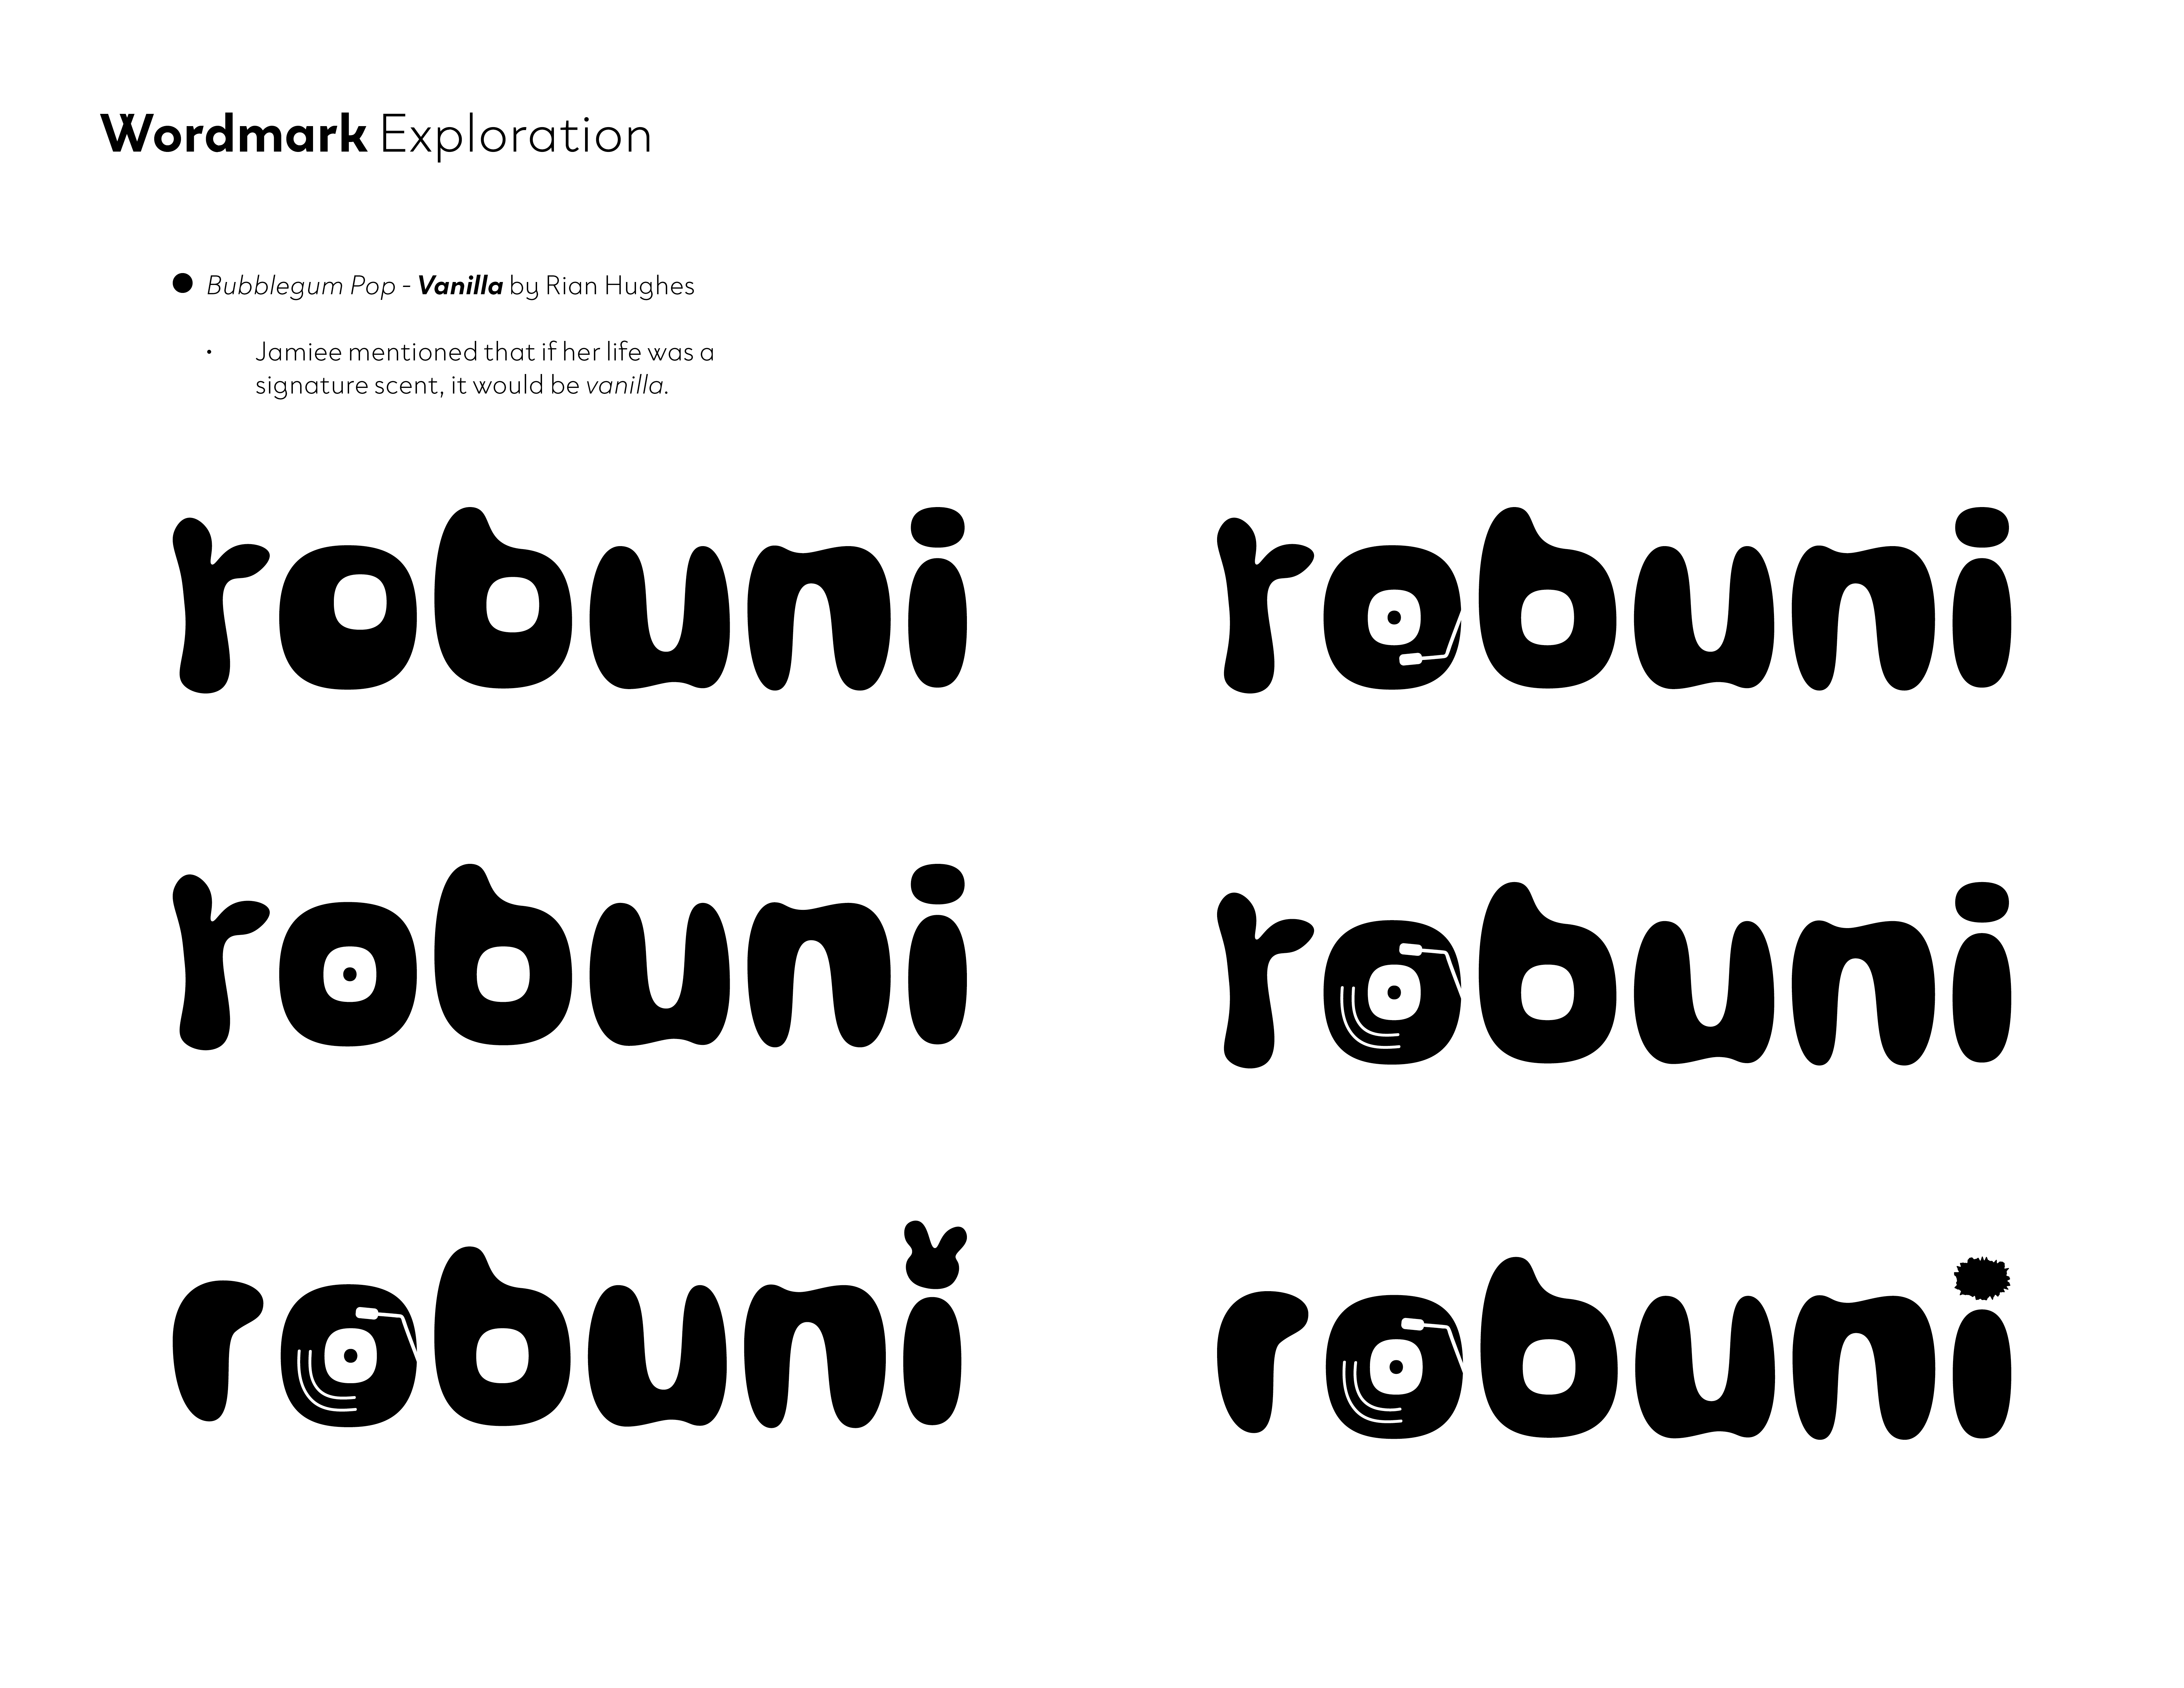 Wordmark Exploration
Bubblegum Pop - Vanilla by Rian Hughes
Jamiee mentioned that if her life was a
signature scent, it would be vanilla.
robuni
robuni
robuni
robuni
robuni
robuni